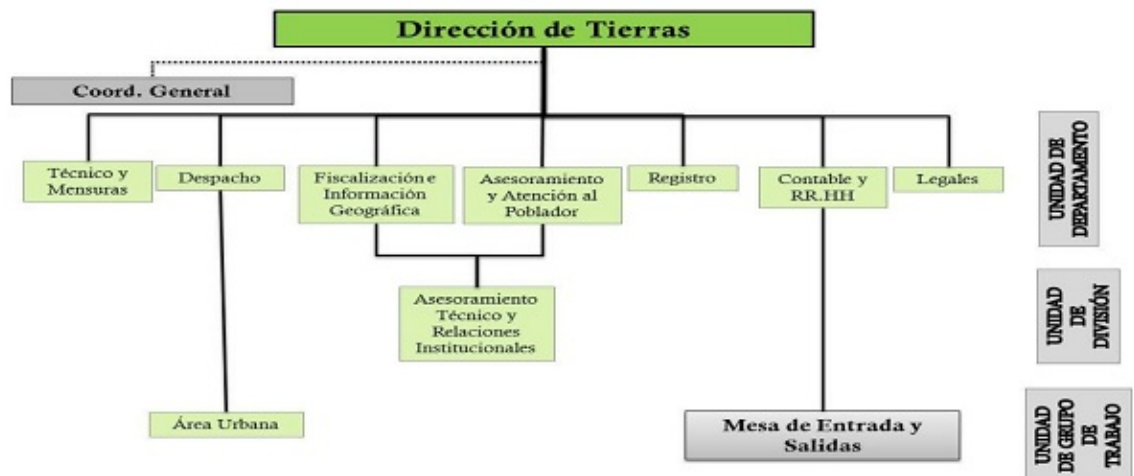 Dirección de Tierras
Coord. General
Técnico y
Mensuras
Despacho
Fiscalización e
Información
Geográfica
Asesoramiento
y Atención al
Poblador
Registro
Contable y
RR.HH
Legales
UNIDAD DE
DEPARTAMENTO
Asesoramiento
Técnico y
Relaciones
Institucionales
UNIDAD
DE
DIVISIÓN
Área Urbana
Mesa de Entrada y
Salidas
UNIDAD
DE GRUPO
DE
TRABAJO